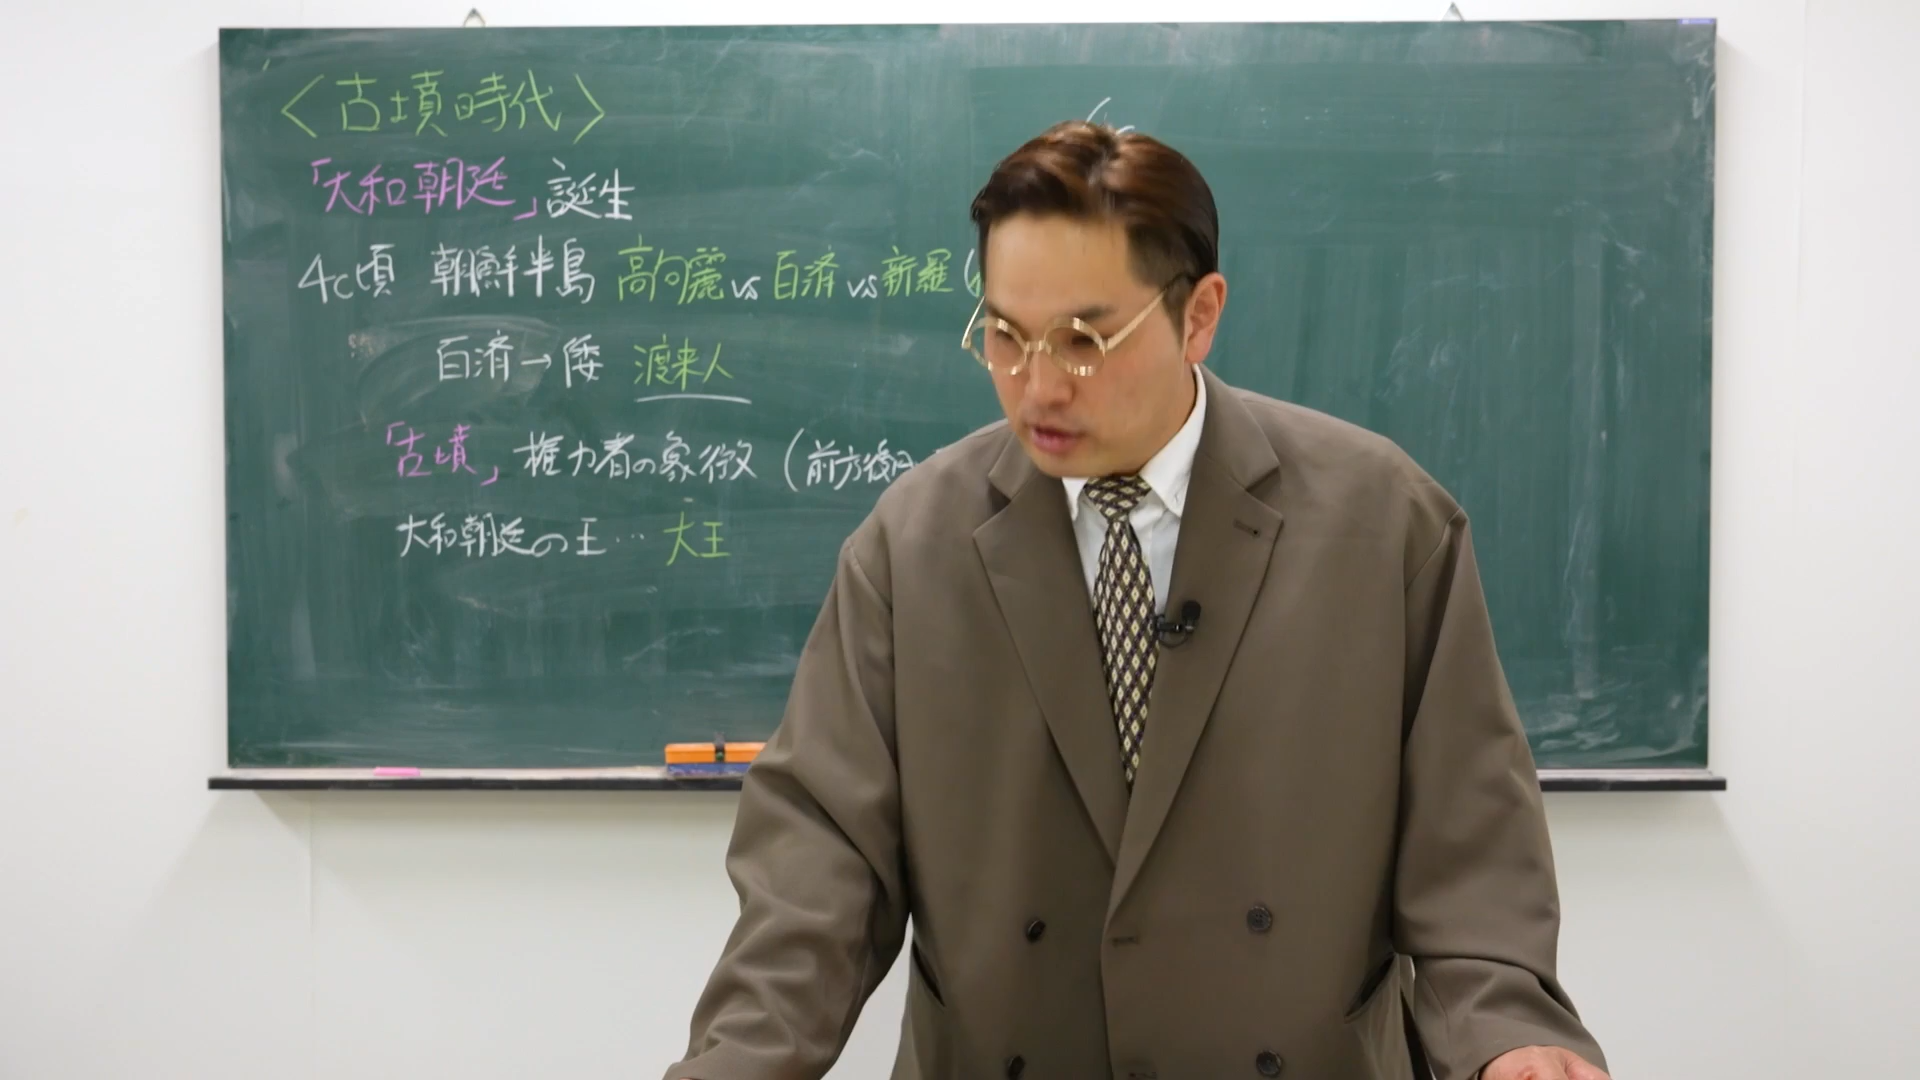 〈古墳時代〉
「大和朝廷」誕生
4c頃 朝鮮半島 高句麗 vs 百済 vs 新羅(
百済→倭 渡来人
「古墳」権力者の象徴 (前方後円
大和朝廷の王… 大王